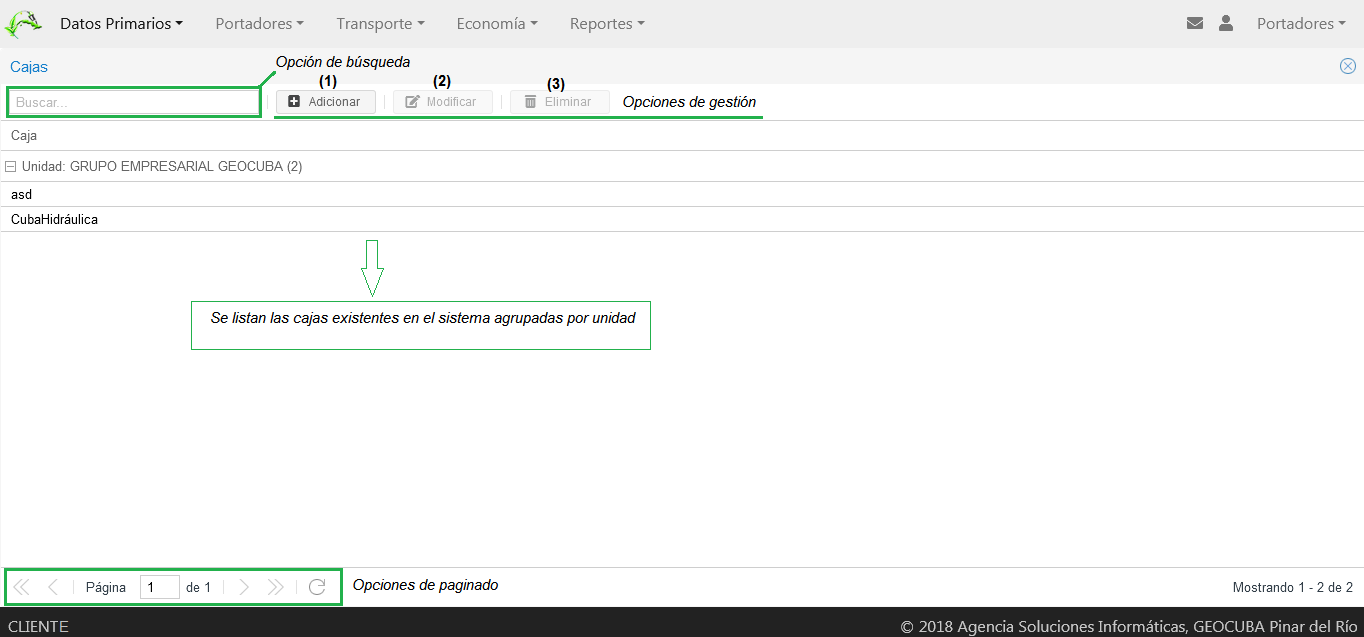 Datos Primarios Portadores Transporte Economía Reportes Portadores
Opción de búsqueda
Cajas
(1) (2) (3)
Buscar... Adicionar Modificar Eliminar Opciones de gestión
Caja
Unidad: GRUPO EMPRESARIAL GEOCUBA (2)
asd
CubaHidráulica
Se listan las cajas existentes en el sistema agrupadas por unidad
Página 1 de 1 Opciones de paginado Mostrando 1 - 2 de 2
CLIENTE © 2018 Agencia Soluciones Informáticas, GEOCUBA Pinar del Río